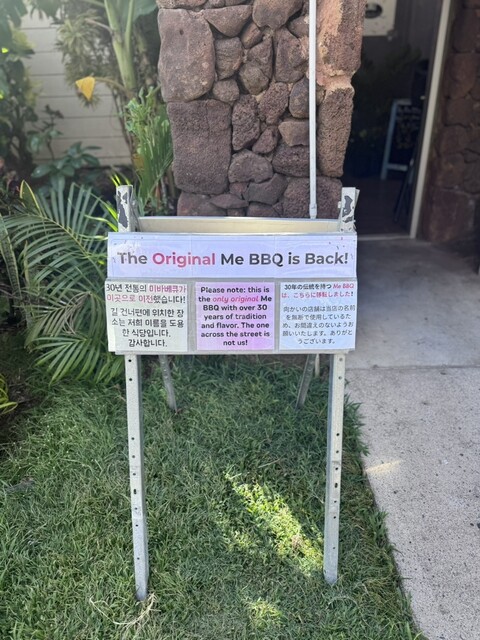 The Original Me BBQ is Back!
30년 전통의 미바베큐가
이곳으로 이전했습니다!
길 건너편에 위치한 장
소는 저희 이름을 도용
한 식당입니다.
감사합니다.
Please note: this is
the only original Me
BBQ with over 30
years of tradition
and flavor. The one
across the street is
not us!
30年の伝統を持つ Me BBQ
は、こちらに移転しました！
向かいの店舗は当店の名前
を無断で使用しているた
め、お間違えのないようお
願いいたします。ありがと
うございます。